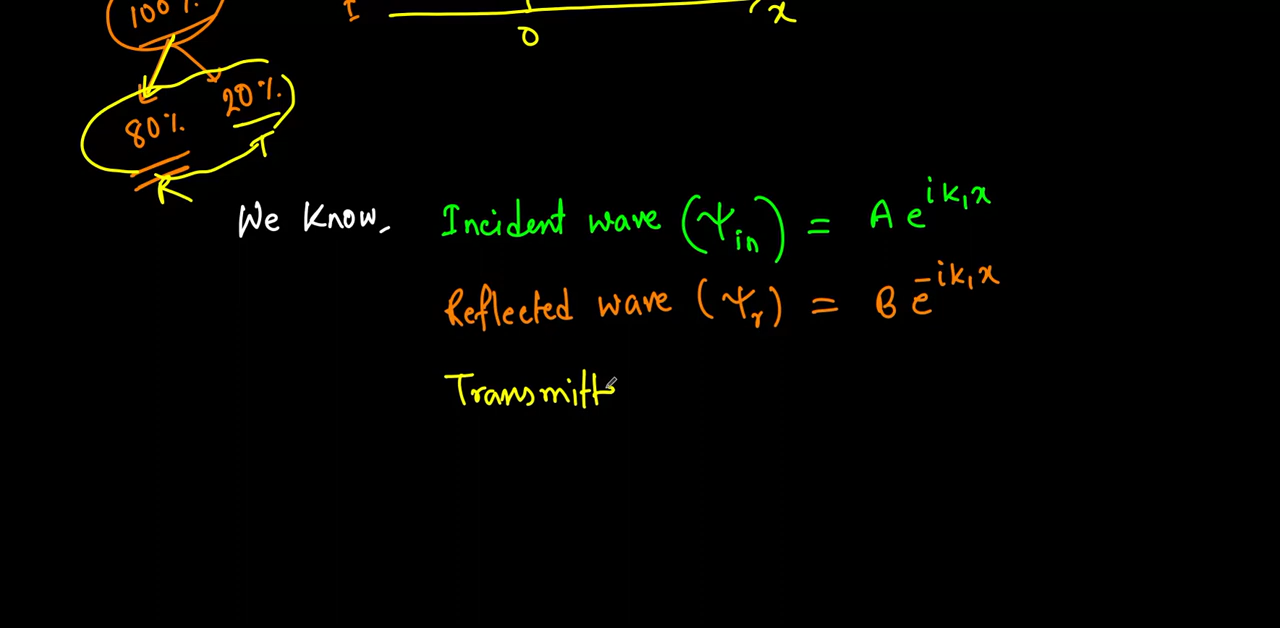 100%
I
x
0
80% 20%
R T
We know, Incident wave (Ψin) = A e^{ik₁x}
Reflected wave (Ψr) = B e^{-ik₁x}
Transmitt